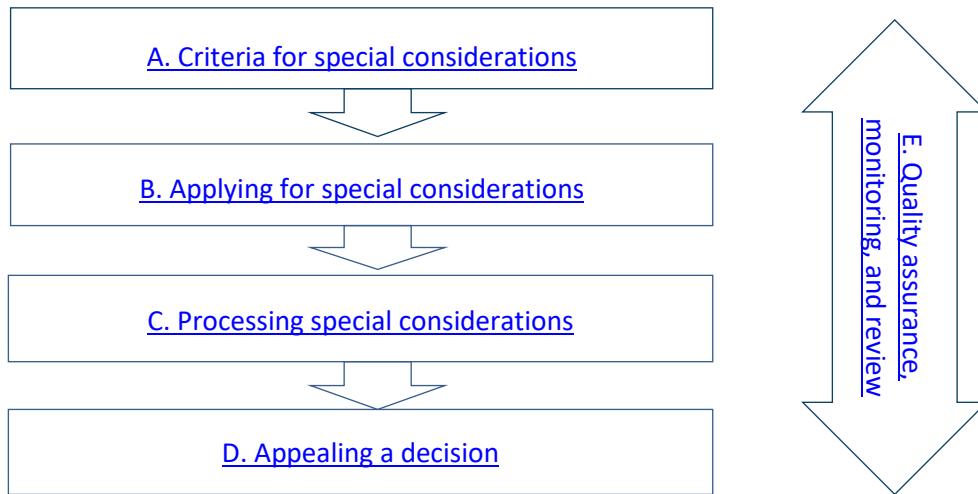 A. Criteria for special considerations
B. Applying for special considerations
C. Processing special considerations
D. Appealing a decision
E. Quality assurance,
monitoring, and review